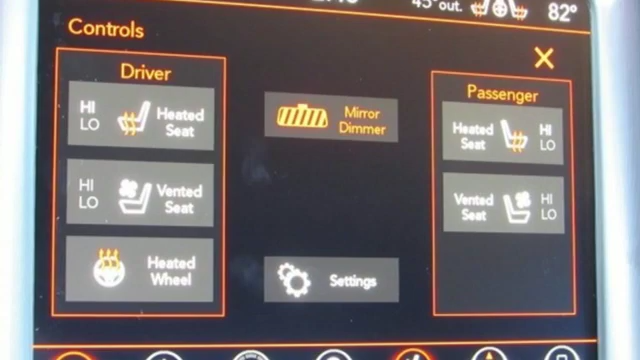 45° out.
82°
Controls
X
Driver
HI
LO
Heated
Seat
HI
LO
Vented
Seat
Heated
Wheel
Mirror
Dimmer
Settings
Passenger
Heated
Seat
HI
LO
Vented
Seat
HI
LO